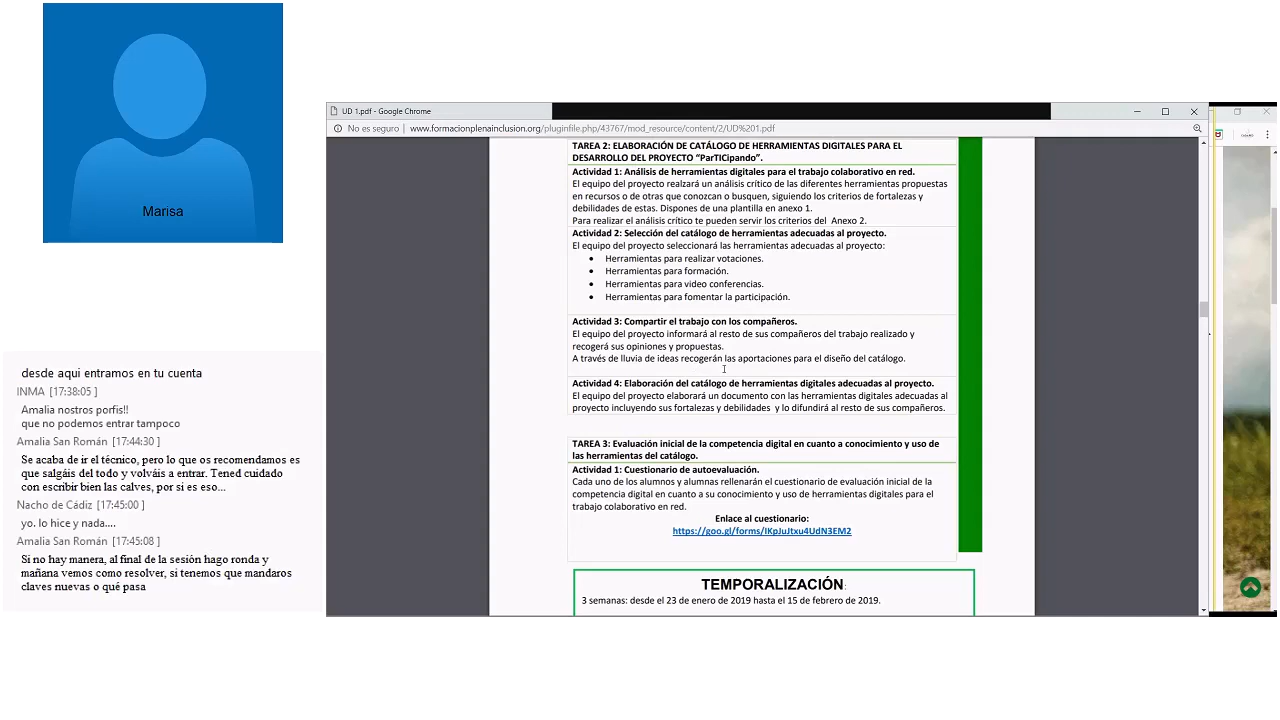 Marisa
desde aqui entramos en tu cuenta
INMA [17:38:05]
Amalia nostros porfis!!
que no podemos entrar tampoco
Amalia San Román [17:44:30]
Se acaba de ir el técnico, pero lo que os recomendamos es
que salgáis del todo y volváis a entrar. Tened cuidado
con escribir bien las calves, por si es eso...
Nacho de Cádiz [17:45:00]
yo. lo hice y nada....
Amalia San Román [17:45:08]
Si no hay manera, al final de la sesión hago ronda y
mañana vemos como resolver, si tenemos que mandaros
claves nuevas o qué pasa
UD 1.pdf - Google Chrome
No es seguro | www.formacionplenainclusion.org/pluginfile.php/43767/mod_resource/content/2/UD%201.pdf
TAREA 2: ELABORACIÓN DE CATÁLOGO DE HERRAMIENTAS DIGITALES PARA EL
DESARROLLO DEL PROYECTO “ParTICipando”.
Actividad 1: Análisis de herramientas digitales para el trabajo colaborativo en red.
El equipo del proyecto realzará un análisis crítico de las diferentes herramientas propuestas
en recursos o de otras que conozcan o busquen, siguiendo los criterios de fortalezas y
debilidades de estas. Dispones de una plantilla en anexo 1.
Para realizar el análisis crítico te pueden servir los criterios del Anexo 2.
Actividad 2: Selección del catálogo de herramientas adecuadas al proyecto.
El equipo del proyecto seleccionará las herramientas adecuadas al proyecto:
• Herramientas para realizar votaciones.
• Herramientas para formación.
• Herramientas para video conferencias.
• Herramientas para fomentar la participación.
Actividad 3: Compartir el trabajo con los compañeros.
El equipo del proyecto informará al resto de sus compañeros del trabajo realizado y
recogerá sus opiniones y propuestas.
A través de lluvia de ideas recogerán las aportaciones para el diseño del catálogo.
Actividad 4: Elaboración del catálogo de herramientas digitales adecuadas al proyecto.
El equipo del proyecto elaborará un documento con las herramientas digitales adecuadas al
proyecto incluyendo sus fortalezas y debilidades y lo difundirá al resto de sus compañeros.
TAREA 3: Evaluación inicial de la competencia digital en cuanto a conocimiento y uso de
las herramientas del catálogo.
Actividad 1: Cuestionario de autoevaluación.
Cada uno de los alumnos y alumnas rellenarán el cuestionario de evaluación inicial de la
competencia digital en cuanto a su conocimiento y uso de herramientas digitales para el
trabajo colaborativo en red.
Enlace al cuestionario:
https://goo.gl/forms/IKpJuJtxu4UdN3EM2
TEMPORALIZACIÓN:
3 semanas: desde el 23 de enero de 2019 hasta el 15 de febrero de 2019.